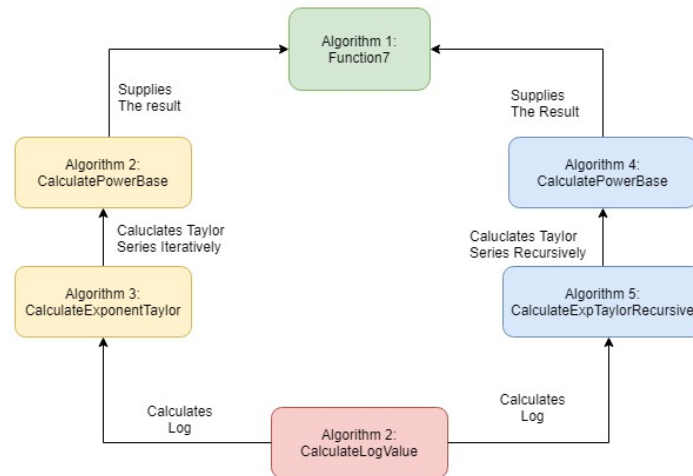 Algorithm 1:
Function7
Supplies
The result
Supplies
The Result
Algorithm 2:
CalculatePowerBase
Algorithm 4:
CalculatePowerBase
Caluclates Taylor
Series Iteratively
Caluclates Taylor
Series Recursively
Algorithm 3:
CalculateExponentTaylor
Algorithm 5:
CalculateExpTaylorRecursive
Calculates
Log
Calculates
Log
Algorithm 2:
CalculateLogValue